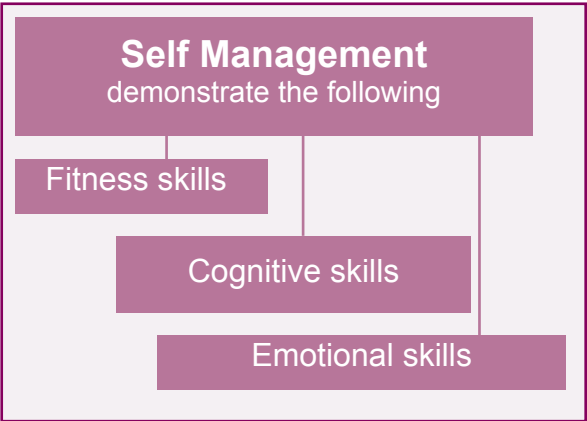 Self Management
demonstrate the following
Fitness skills
Cognitive skills
Emotional skills